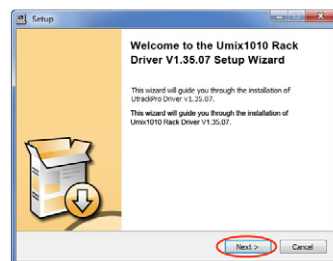 Setup
Welcome to the Umix1010 Rack
Driver V1.35.07 Setup Wizard
This wizard will guide you through the installation of
UtrackPro Driver v1.35.07.
This wizard will guide you through the installation of
Umix1010 Rack Driver V1.35.07.
Next >
Cancel